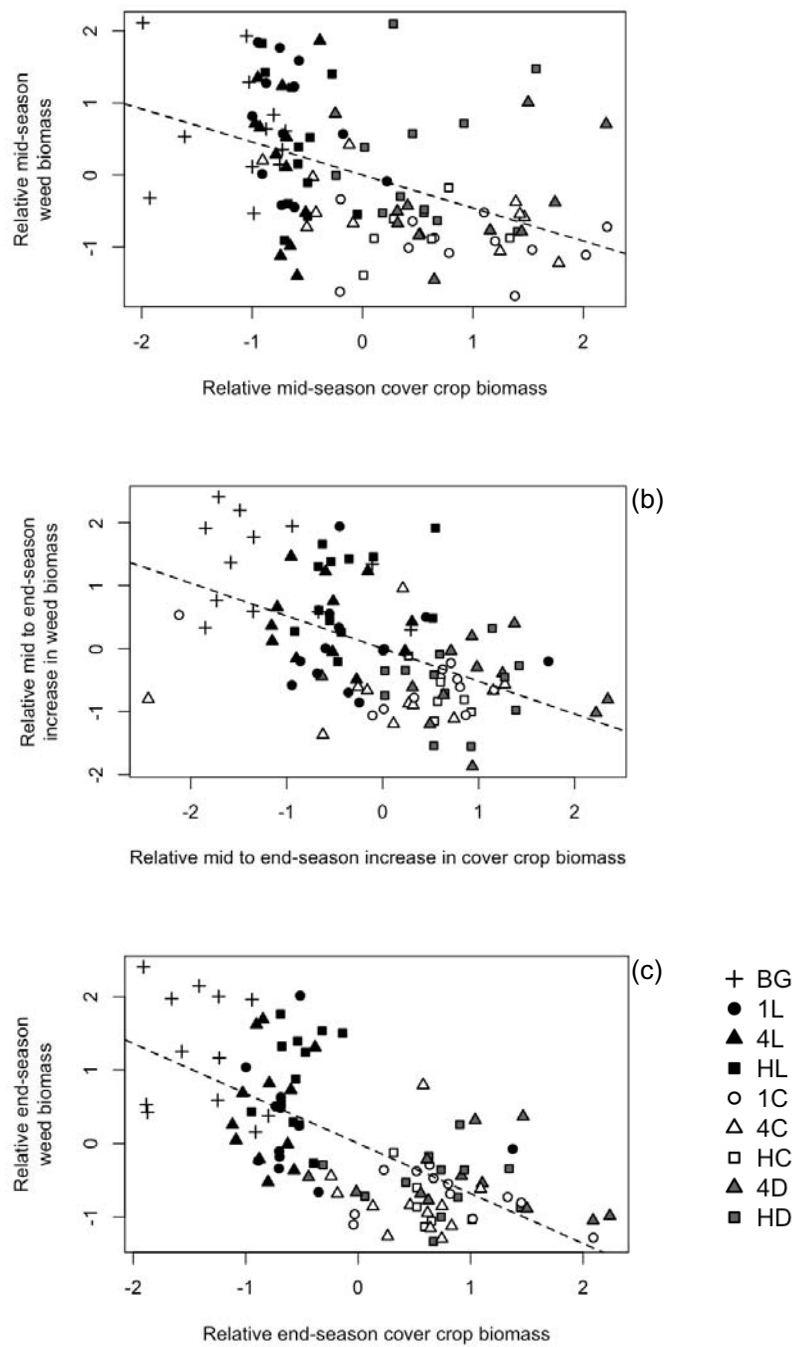 2
1
0
-1
Relative mid-season
weed biomass
-2 -1 0 1 2
Relative mid-season cover crop biomass
(b)
2
1
0
-1
-2
Relative mid to end-season
increase in weed biomass
-2 -1 0 1 2
Relative mid to end-season increase in cover crop biomass
(c)
2
1
0
-1
Relative end-season
weed biomass
-2 -1 0 1 2
Relative end-season cover crop biomass
BG
1L
4L
HL
1C
4C
HC
4D
HD